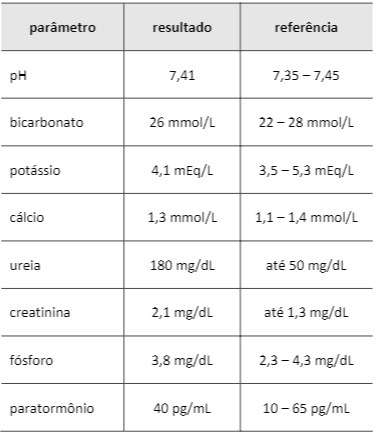 parâmetro resultado referência
pH 7,41 7,35 – 7,45
bicarbonato 26 mmol/L 22 – 28 mmol/L
potássio 4,1 mEq/L 3,5 – 5,3 mEq/L
cálcio 1,3 mmol/L 1,1 – 1,4 mmol/L
ureia 180 mg/dL até 50 mg/dL
creatinina 2,1 mg/dL até 1,3 mg/dL
fósforo 3,8 mg/dL 2,3 – 4,3 mg/dL
paratormônio 40 pg/mL 10 – 65 pg/mL